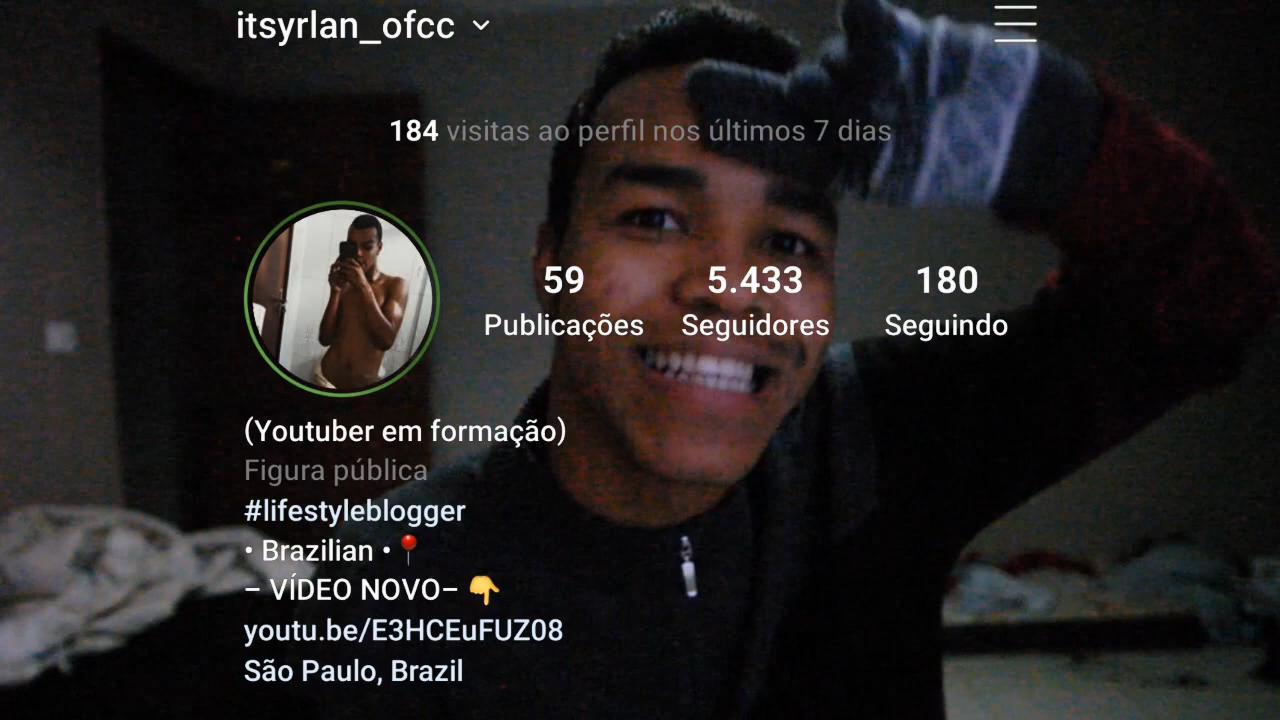 itsyrlan_ofcc
184 visitas ao perfil nos últimos 7 dias
59 5.433 180
Publicações Seguidores Seguindo
(Youtuber em formação)
Figura pública
#lifestyleblogger
• Brazilian • 📍
– VÍDEO NOVO– 👇
youtu.be/E3HCEuFUZ08
São Paulo, Brazil